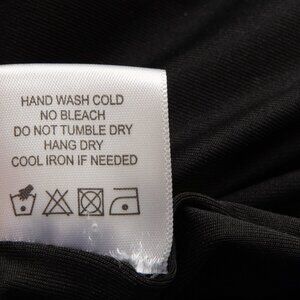 HAND WASH COLD
NO BLEACH
DO NOT TUMBLE DRY
HANG DRY
COOL IRON IF NEEDED